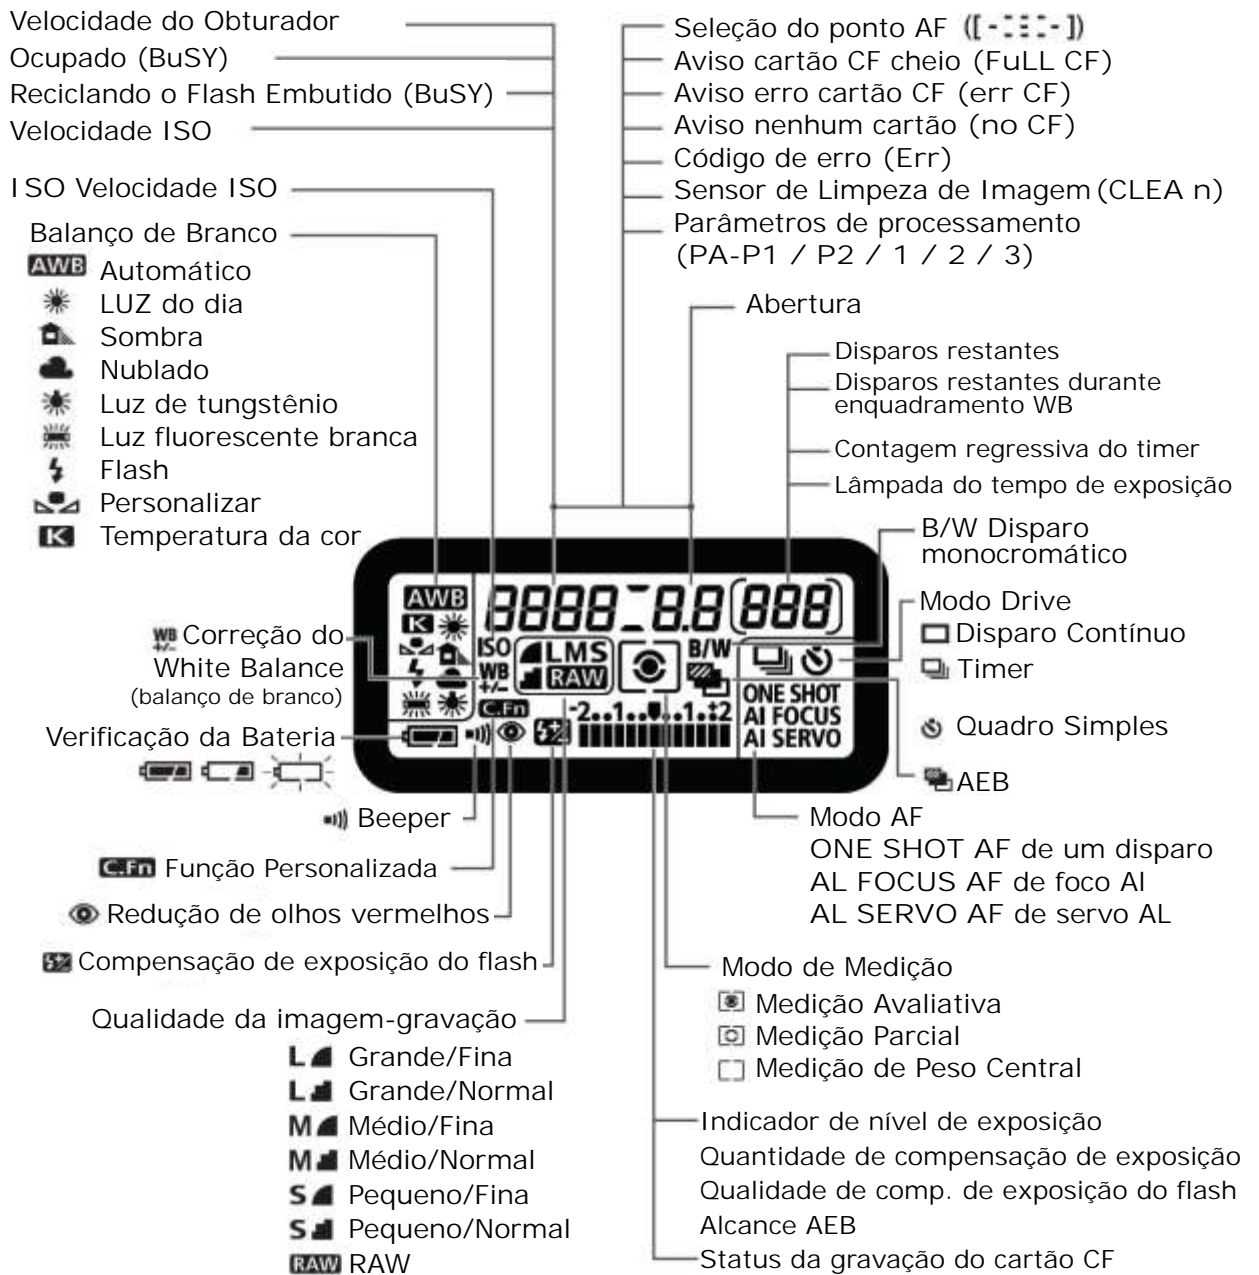 Velocidade do Obturador
Ocupado (BuSY)
Reciclando o Flash Embutido (BuSY)
Velocidade ISO
ISO Velocidade ISO
Balanço de Branco
AWB Automático
LUZ do dia
Sombra
Nublado
Luz de tungstênio
Luz fluorescente branca
Flash
Personalizar
K Temperatura da cor
WB +/- Correção do
White Balance
(balanço de branco)
Verificação da Bateria
Beeper
C.Fn Função Personalizada
Redução de olhos vermelhos
Compensação de exposição do flash
Qualidade da imagem-gravação
L Grande/Fina
L Grande/Normal
M Médio/Fina
M Médio/Normal
S Pequeno/Fina
S Pequeno/Normal
RAW RAW
Seleção do ponto AF ([-----])
Aviso cartão CF cheio (FuLL CF)
Aviso erro cartão CF (err CF)
Aviso nenhum cartão (no CF)
Código de erro (Err)
Sensor de Limpeza de Imagem (CLEA n)
Parâmetros de processamento
(PA-P1 / P2 / 1 / 2 / 3)
Abertura
Disparos restantes
Disparos restantes durante
enquadramento WB
Contagem regressiva do timer
Lâmpada do tempo de exposição
B/W Disparo
monocromático
Modo Drive
Disparo Contínuo
Timer
Quadro Simples
AEB
Modo AF
ONE SHOT AF de um disparo
AL FOCUS AF de foco AI
AL SERVO AF de servo AL
Modo de Medição
Medição Avaliativa
Medição Parcial
Medição de Peso Central
Indicador de nível de exposição
Quantidade de compensação de exposição
Qualidade de comp. de exposição do flash
Alcance AEB
Status da gravação do cartão CF
AWB 8888 8.8 (888)
K
ISO LMS B/W
WB +/- RAW
C.Fn -2..1..▼..1..+2
ONE SHOT
AI FOCUS
AI SERVO